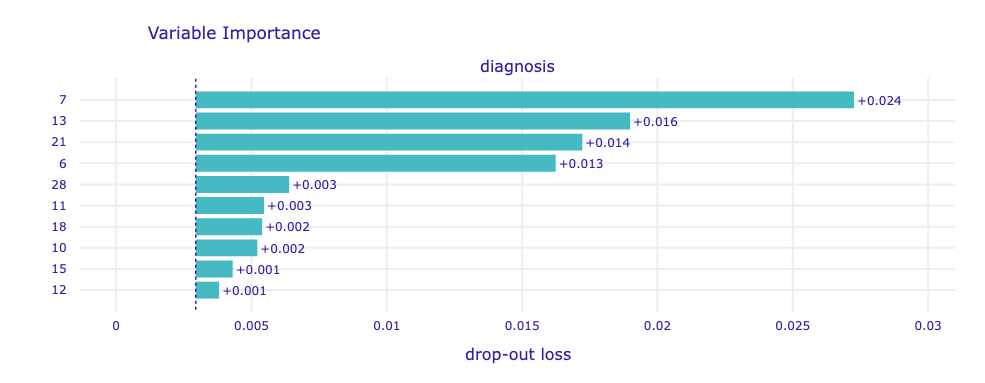 Variable Importance
diagnosis
7 +0.024
13 +0.016
21 +0.014
6 +0.013
28 +0.003
11 +0.003
18 +0.002
10 +0.002
15 +0.001
12 +0.001
0 0.005 0.01 0.015 0.02 0.025 0.03
drop-out loss